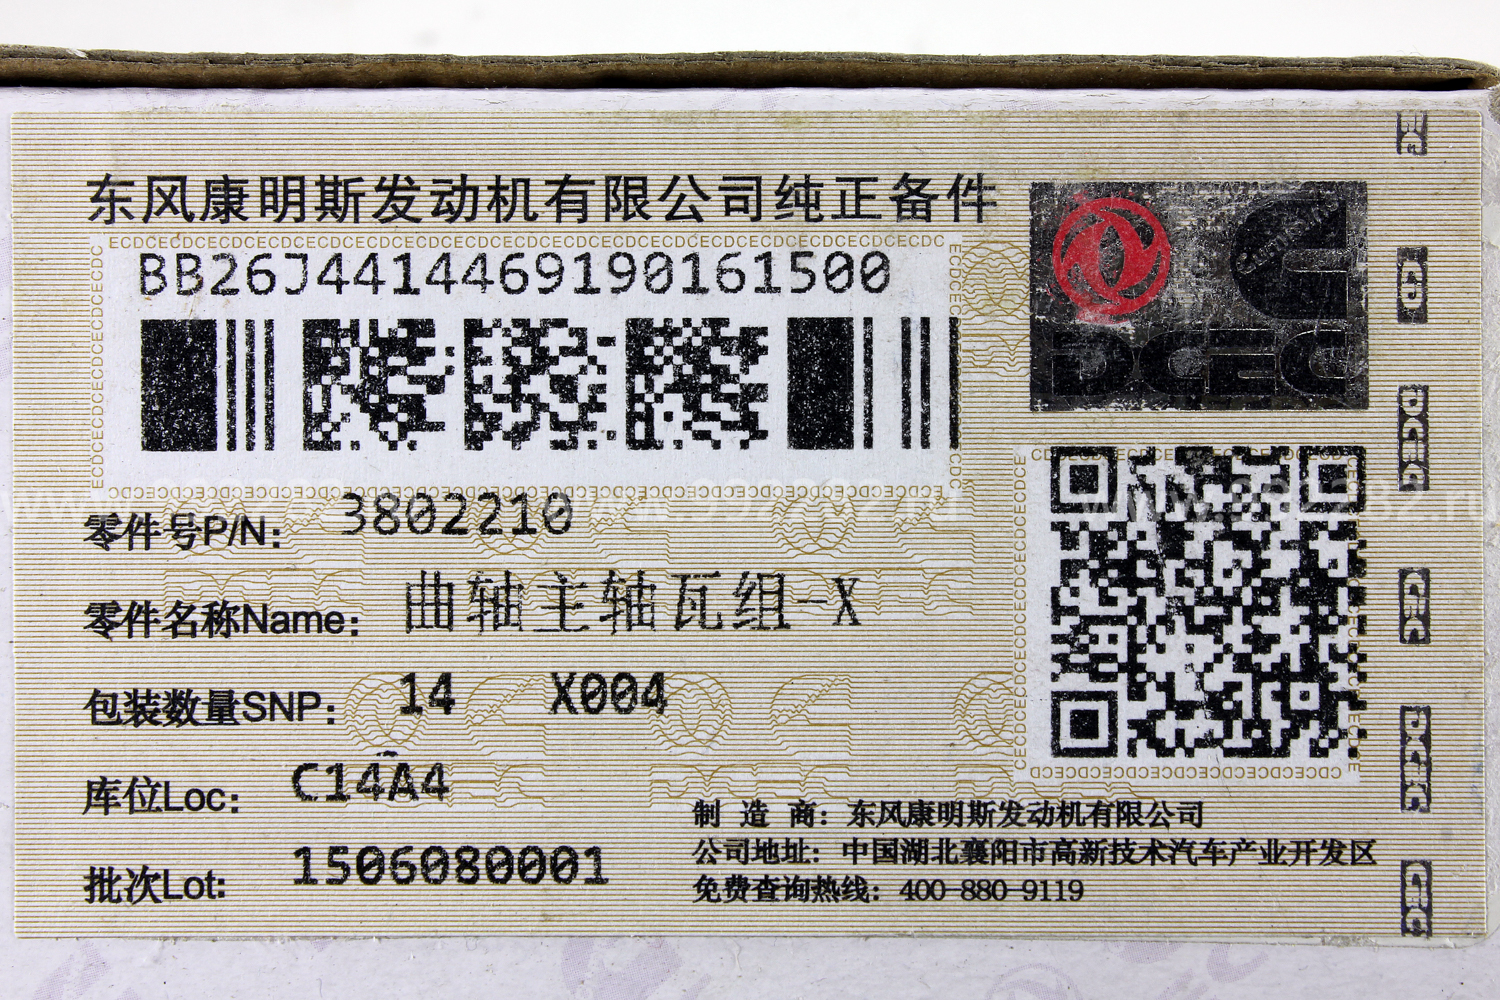 东风康明斯发动机有限公司纯正备件
BB26J4414469190161500
Cummins
DCEC
零件号P/N: 3802210
零件名称Name: 曲轴主轴瓦组-X
包装数量SNP: 14 X004
库位Loc: C14A4
批次Lot: 1506080001
制 造 商: 东风康明斯发动机有限公司
公司地址: 中国湖北襄阳市高新技术汽车产业开发区
免费查询热线: 400-880-9119